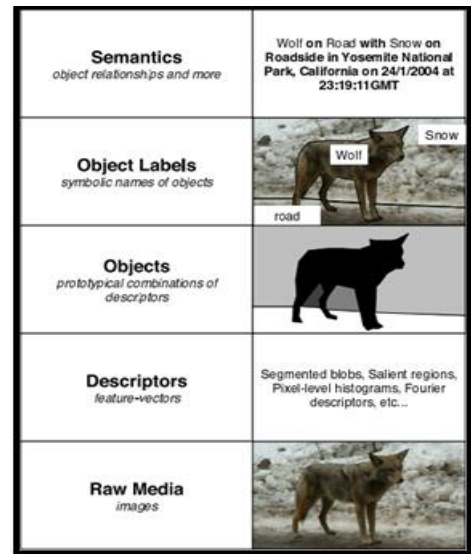 Semantics
object relationships and more
Wolf on Road with Snow on
Roadside in Yosemite National
Park, California on 24/1/2004 at
23:19:11GMT
Object Labels
symbolic names of objects
Snow
Wolf
road
Objects
prototypical combinations of
descriptors
Descriptors
feature-vectors
Segmented blobs, Salient regions,
Pixel-level histograms, Fourier
descriptors, etc...
Raw Media
images